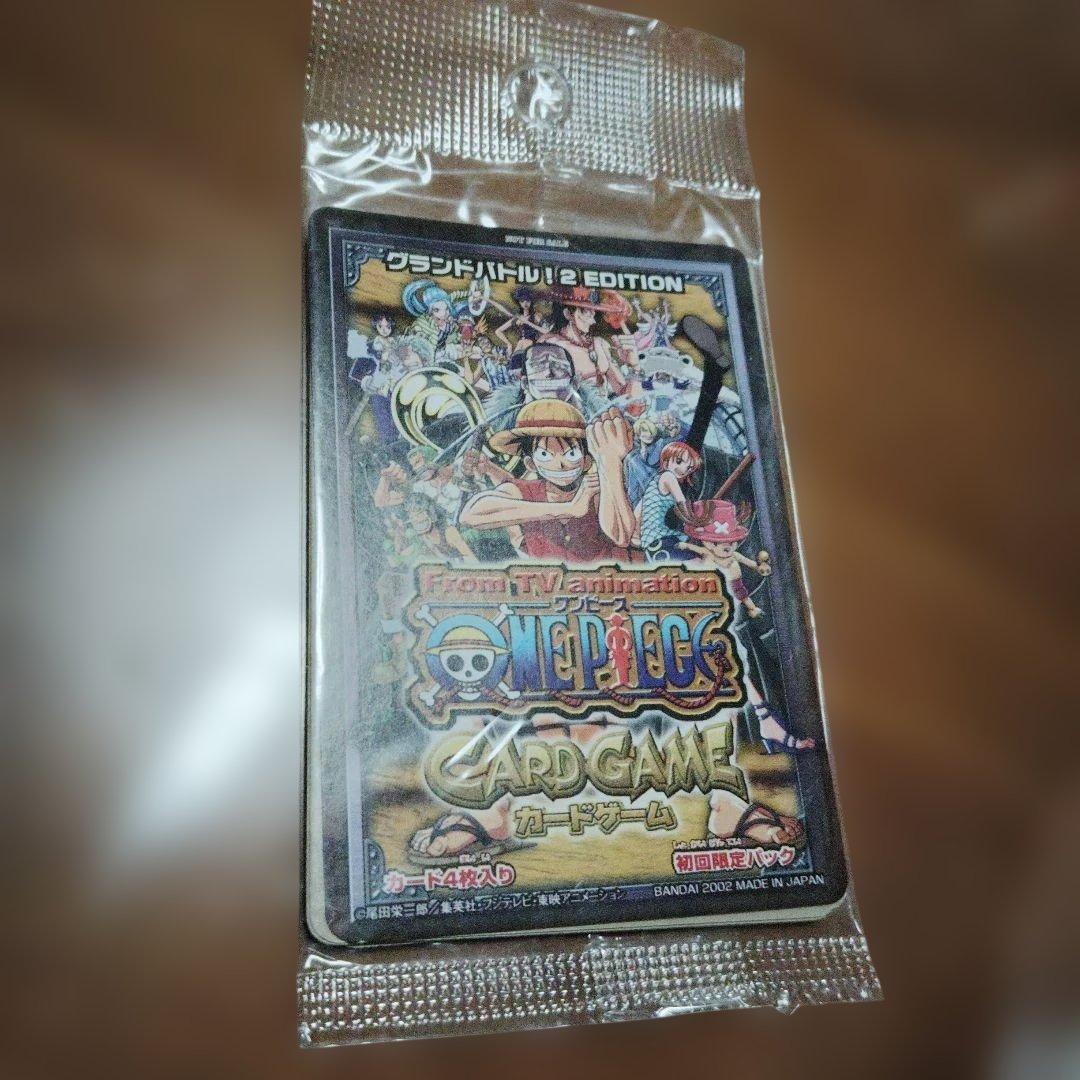 NOT FOR SALE
グランドバトル!2 EDITION
From TV animation
ワンピース
ONE PIECE
CARD GAME
カードゲーム
カード4枚入り
初回限定パック
©尾田栄一郎/集英社・フジテレビ・東映アニメーション
BANDAI 2002 MADE IN JAPAN